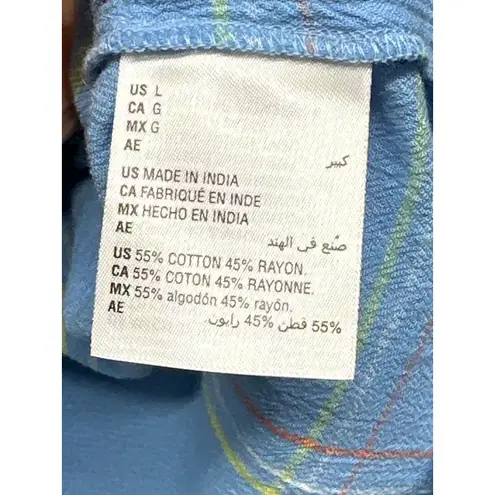 US L
CA G
MX G
AE كبير
US MADE IN INDIA
CA FABRIQUÉ EN INDE
MX HECHO EN INDIA
AE صُنع في الهند
US 55% COTTON 45% RAYON.
CA 55% COTON 45% RAYONNE.
MX 55% algodón 45% rayón.
AE 55% قطن 45% رايون.